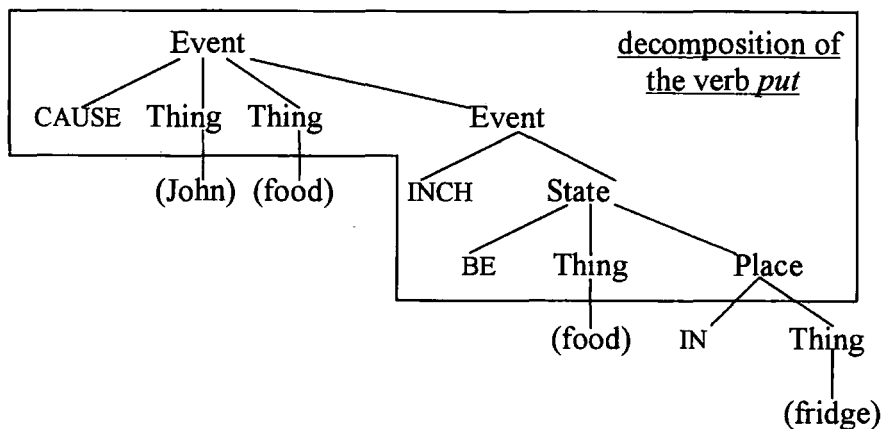 Event
decomposition of
the verb put
CAUSE Thing Thing Event
(John) (food) INCH State
BE Thing Place
(food) IN Thing
(fridge)